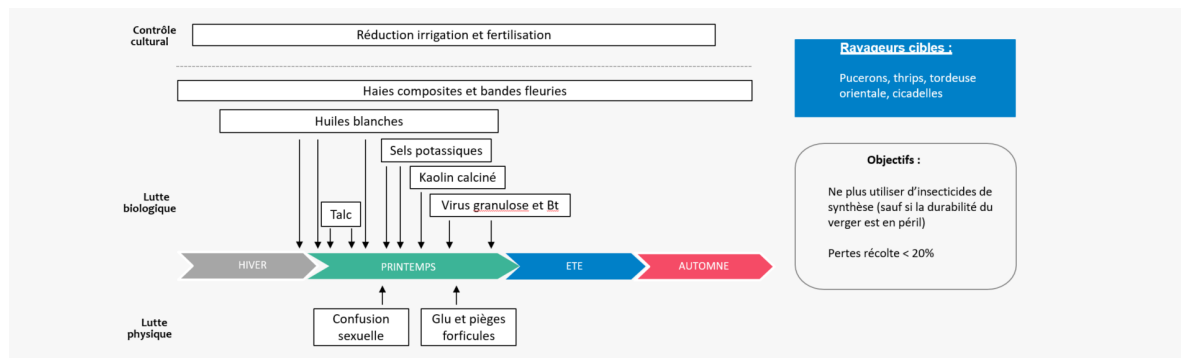 Contrôle
cultural
Réduction irrigation et fertilisation
Haies composites et bandes fleuries
Huiles blanches
Sels potassiques
Kaolin calciné
Virus granulose et Bt
Talc
Lutte
biologique
HIVER
PRINTEMPS
ETE
AUTOMNE
Confusion
sexuelle
Glu et pièges
forficules
Lutte
physique
Ravageurs cibles :
Pucerons, thrips, tordeuse
orientale, cicadelles
Objectifs :
Ne plus utiliser d'insecticides de
synthèse (sauf si la durabilité du
verger est en péril)
Pertes récolte < 20%